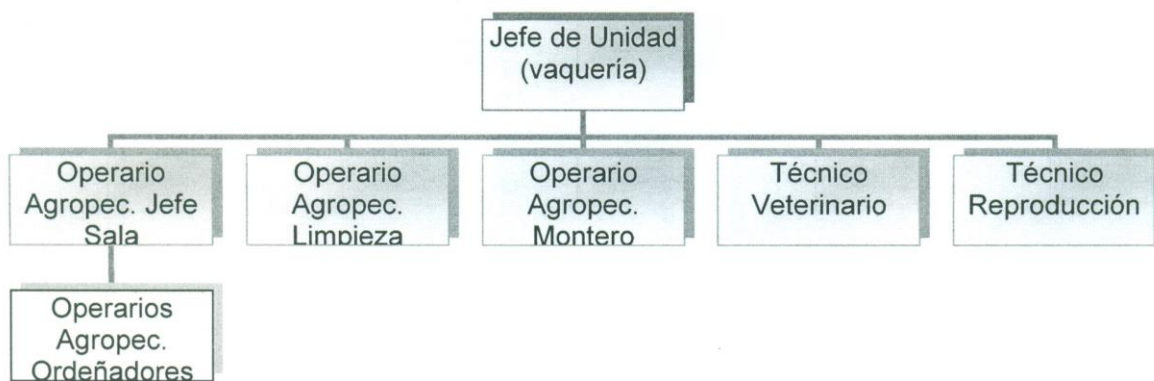 Jefe de Unidad
(vaquería)
Operario
Agropec. Jefe
Sala
Operario
Agropec.
Limpieza
Operario
Agropec.
Montero
Técnico
Veterinario
Técnico
Reproducción
Operarios
Agropec.
Ordeñadores